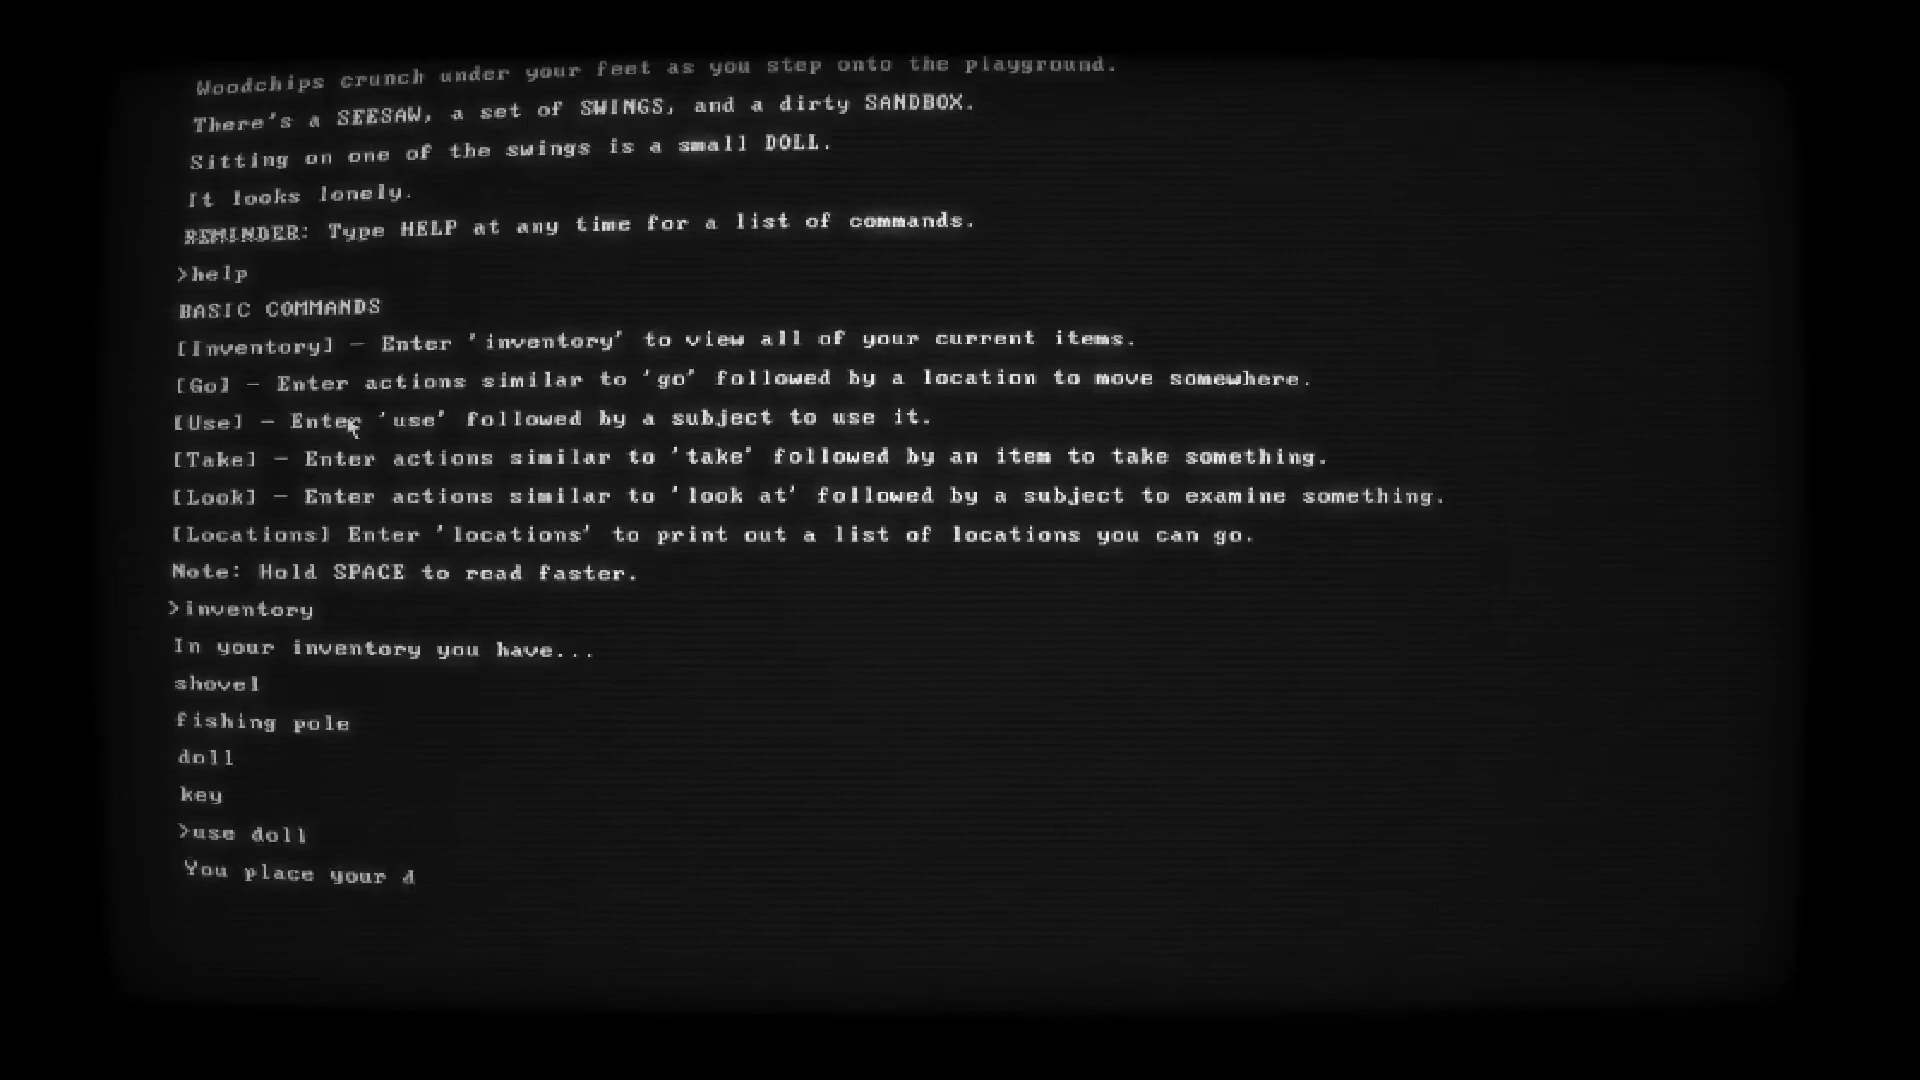 Woodchips crunch under your feet as you step onto the playground.
There's a SEESAW, a set of SWINGS, and a dirty SANDBOX.
Sitting on one of the swings is a small DOLL.
It looks lonely.
REMINDER: Type HELP at any time for a list of commands.
>help
BASIC COMMANDS
[Inventory] - Enter 'inventory' to view all of your current items.
[Go] - Enter actions similar to 'go' followed by a location to move somewhere.
[Use] - Enter 'use' followed by a subject to use it.
[Take] - Enter actions similar to 'take' followed by an item to take something.
[Look] - Enter actions similar to 'look at' followed by a subject to examine something.
[Locations] Enter 'locations' to print out a list of locations you can go.
Note: Hold SPACE to read faster.
>inventory
In your inventory you have...
shovel
fishing pole
doll
key
>use doll
You place your d